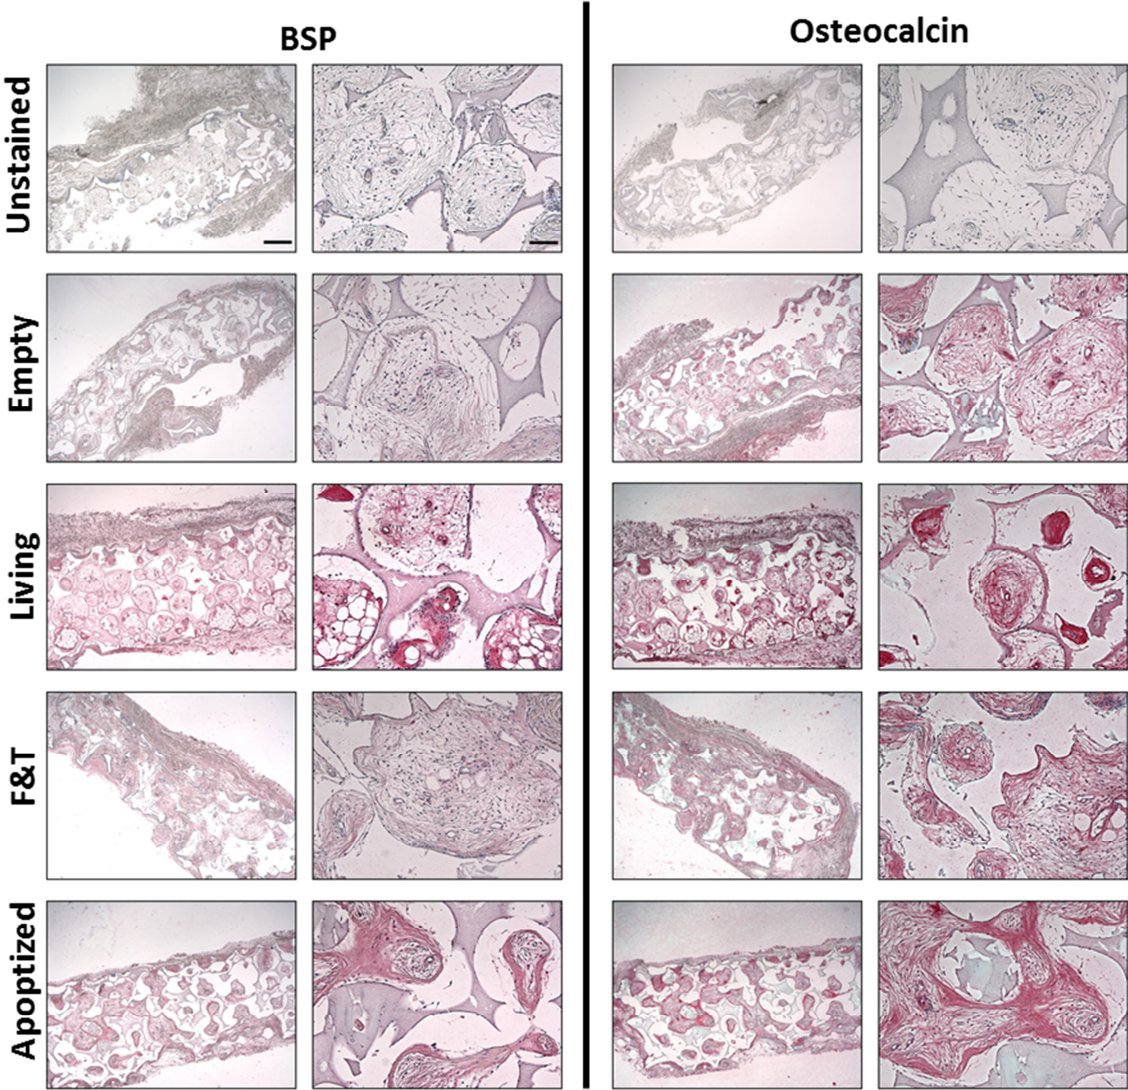 BSP
Osteocalcin
Unstained
Empty
Living
F&T
Apoptized